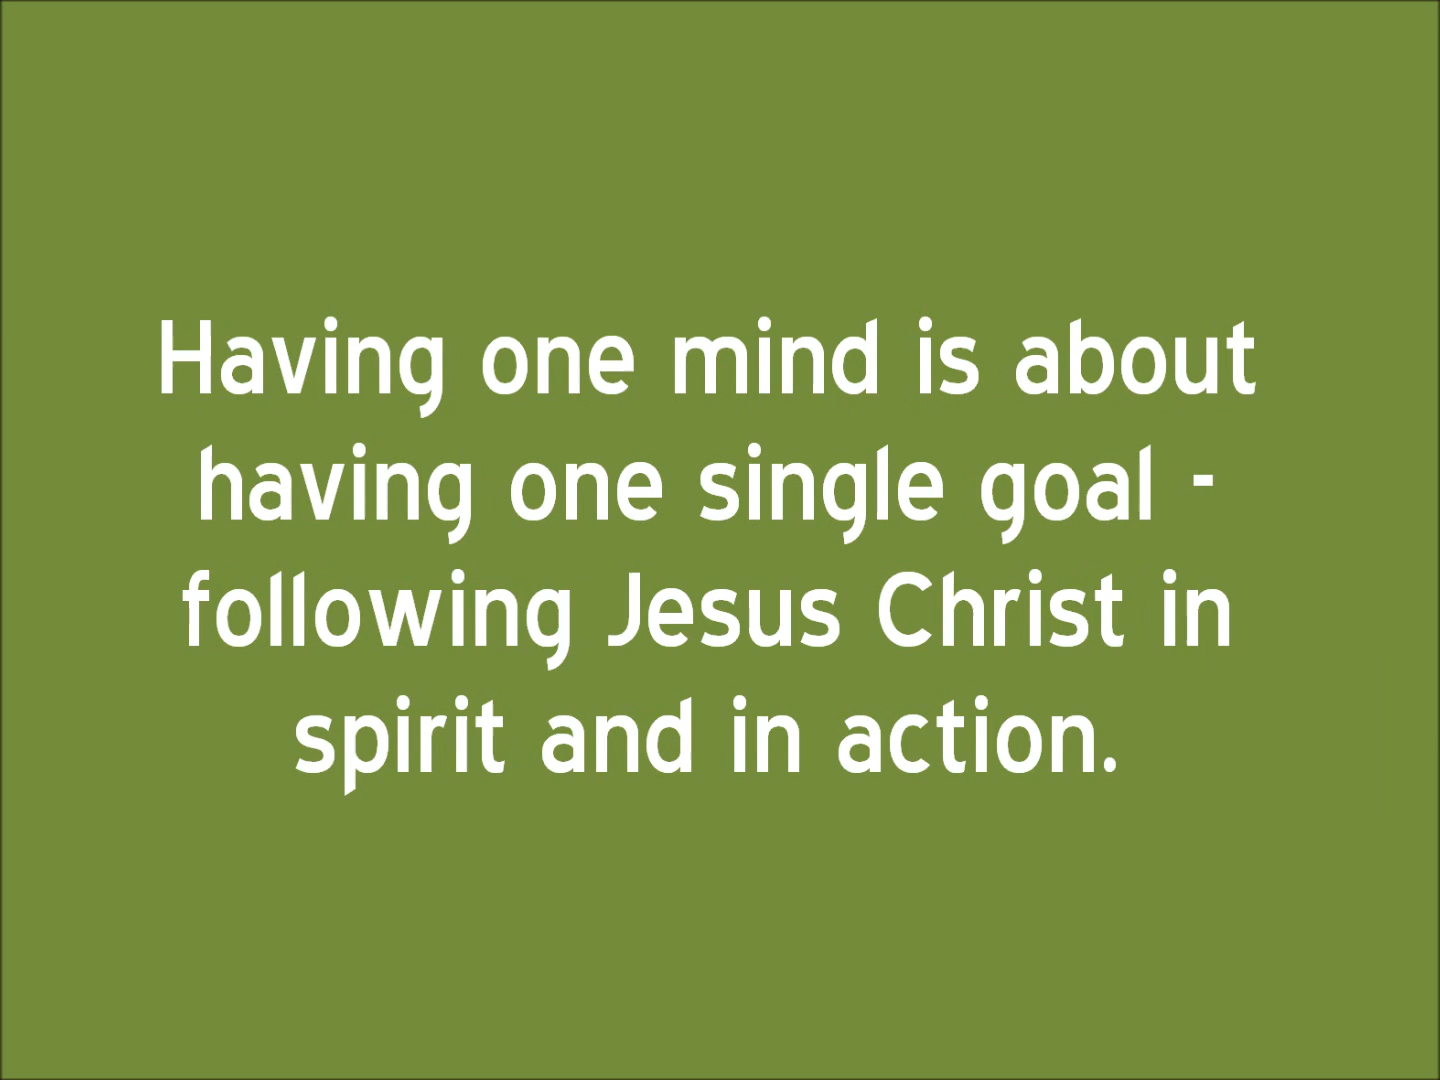 Having one mind is about
having one single goal -
following Jesus Christ in
spirit and in action.